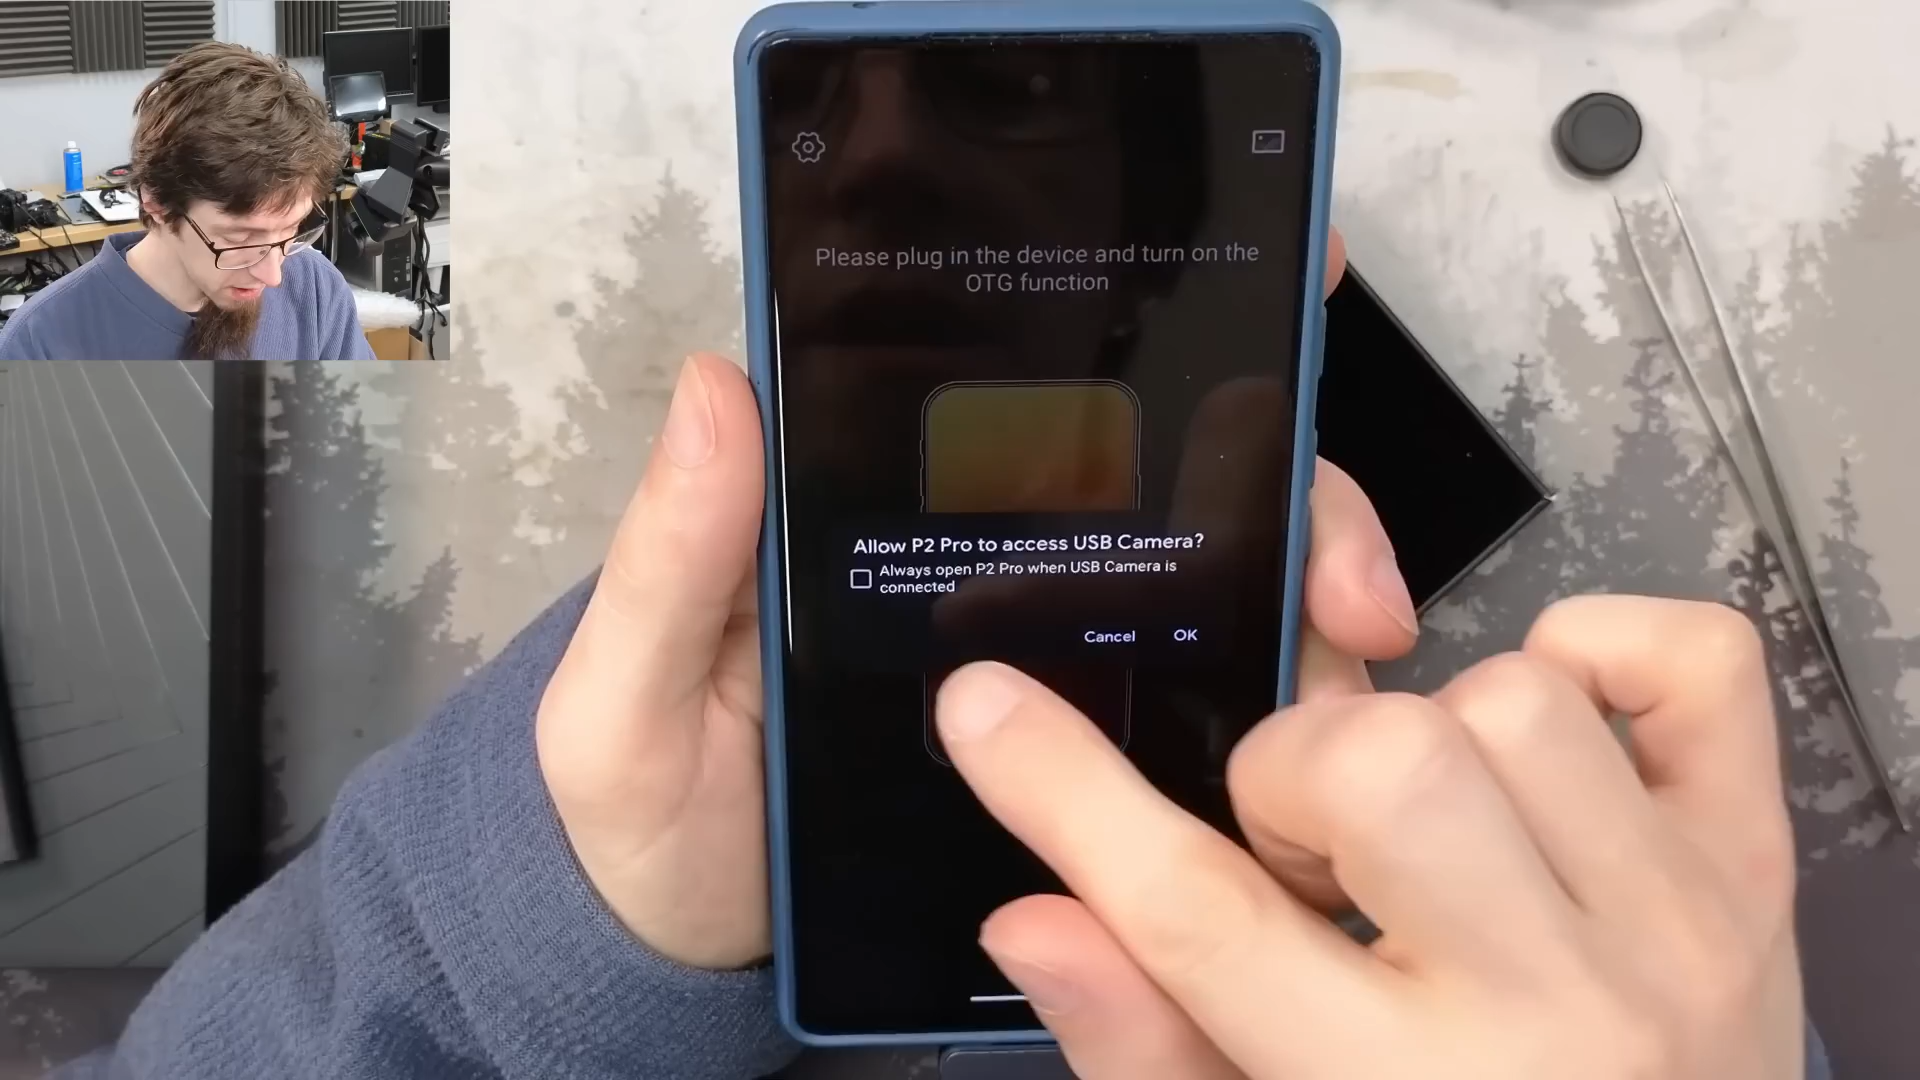 Please plug in the device and turn on the
OTG function
Allow P2 Pro to access USB Camera?
Always open P2 Pro when USB Camera is
connected
Cancel OK